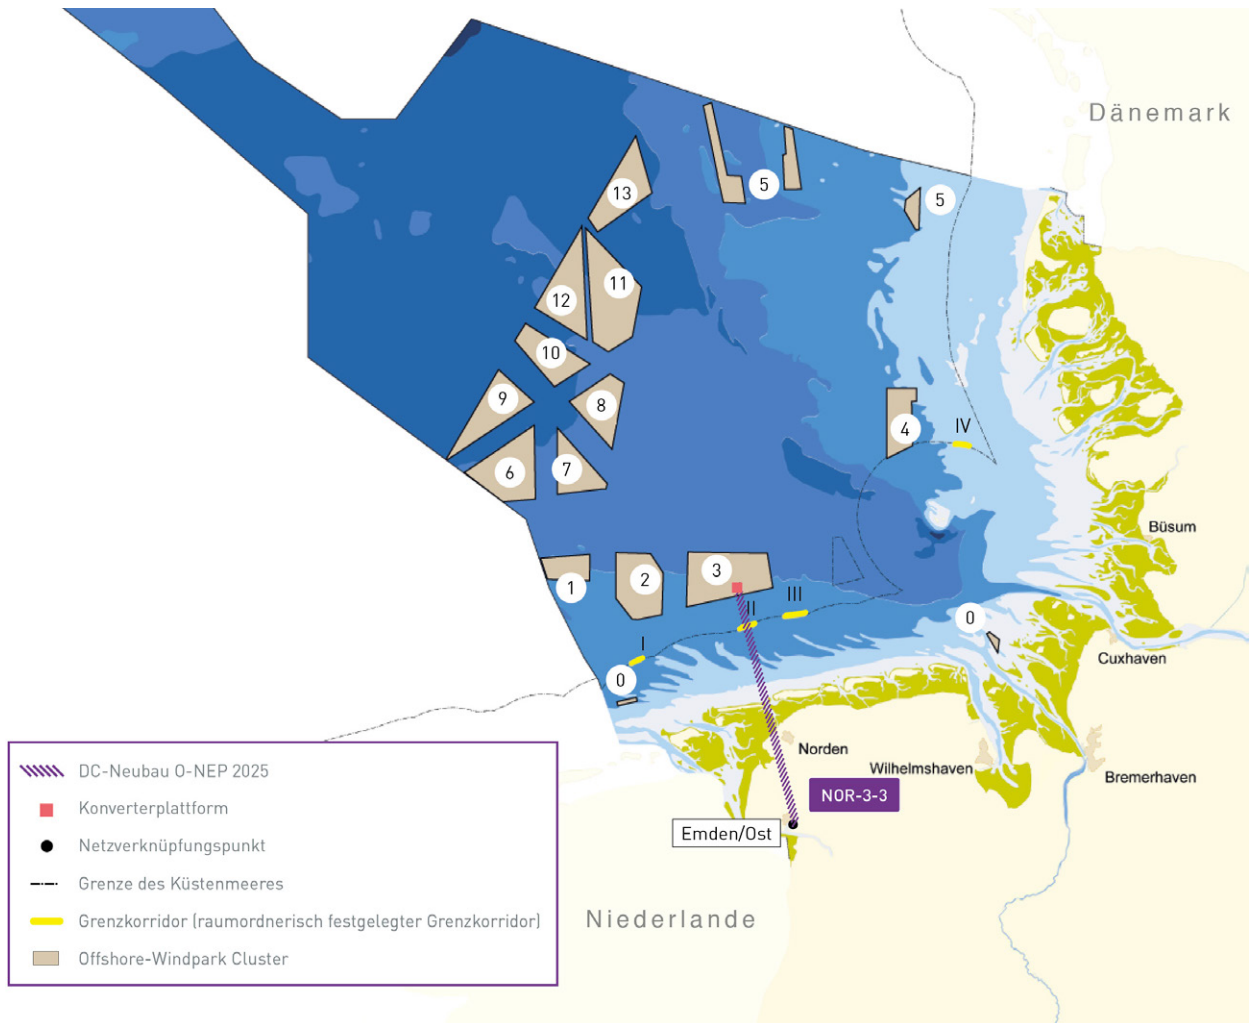 Dänemark
13
5
5
12
11
10
9
8
4
IV
6
7
Büsum
1
2
3
III
II
I
0
0
Cuxhaven
Norden
Wilhelmshaven
Bremerhaven
NOR-3-3
Emden/Ost
Niederlande
DC-Neubau O-NEP 2025
Konverterplattform
Netzverknüpfungspunkt
Grenze des Küstenmeeres
Grenzkorridor (raumordnerisch festgelegter Grenzkorridor)
Offshore-Windpark Cluster